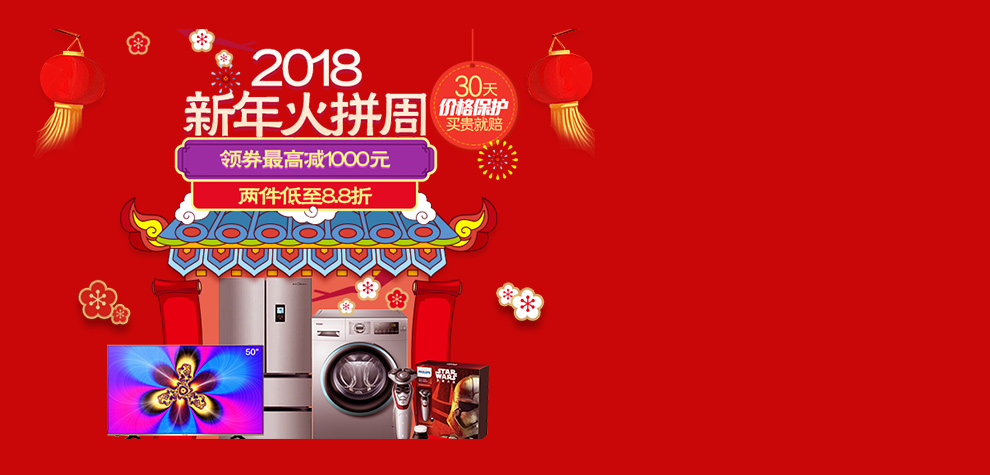 2018
新年火拼周
30天
价格保护
买贵就赔
领券最高减1000元
两件低至8.8折
50"
PHILIPS
STAR
WARS